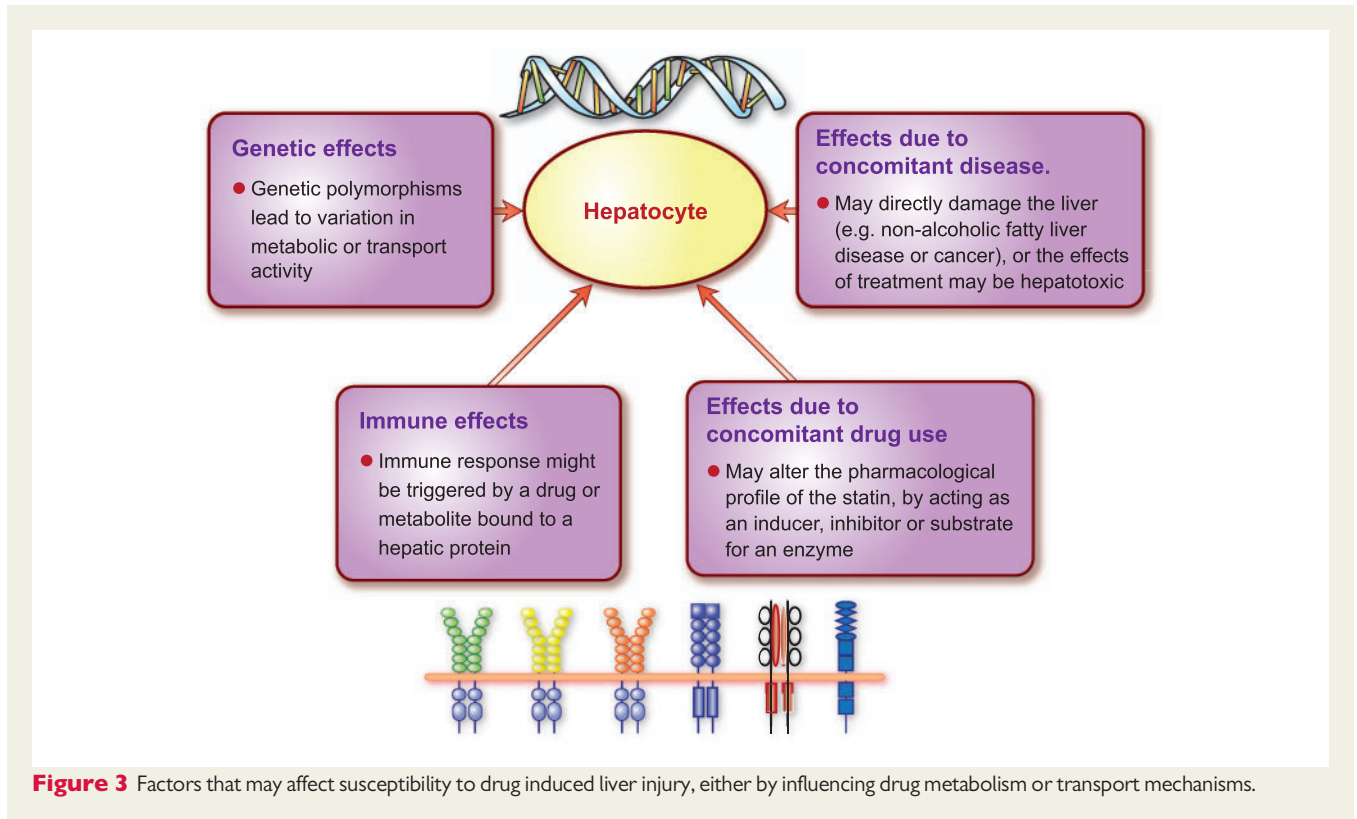 Genetic effects
● Genetic polymorphisms
lead to variation in
metabolic or transport
activity
Hepatocyte
Effects due to
concomitant disease.
● May directly damage the liver
(e.g. non-alcoholic fatty liver
disease or cancer), or the effects
of treatment may be hepatotoxic
Immune effects
● Immune response might
be triggered by a drug or
metabolite bound to a
hepatic protein
Effects due to
concomitant drug use
● May alter the pharmacological
profile of the statin, by acting as
an inducer, inhibitor or substrate
for an enzyme
Figure 3 Factors that may affect susceptibility to drug induced liver injury, either by influencing drug metabolism or transport mechanisms.